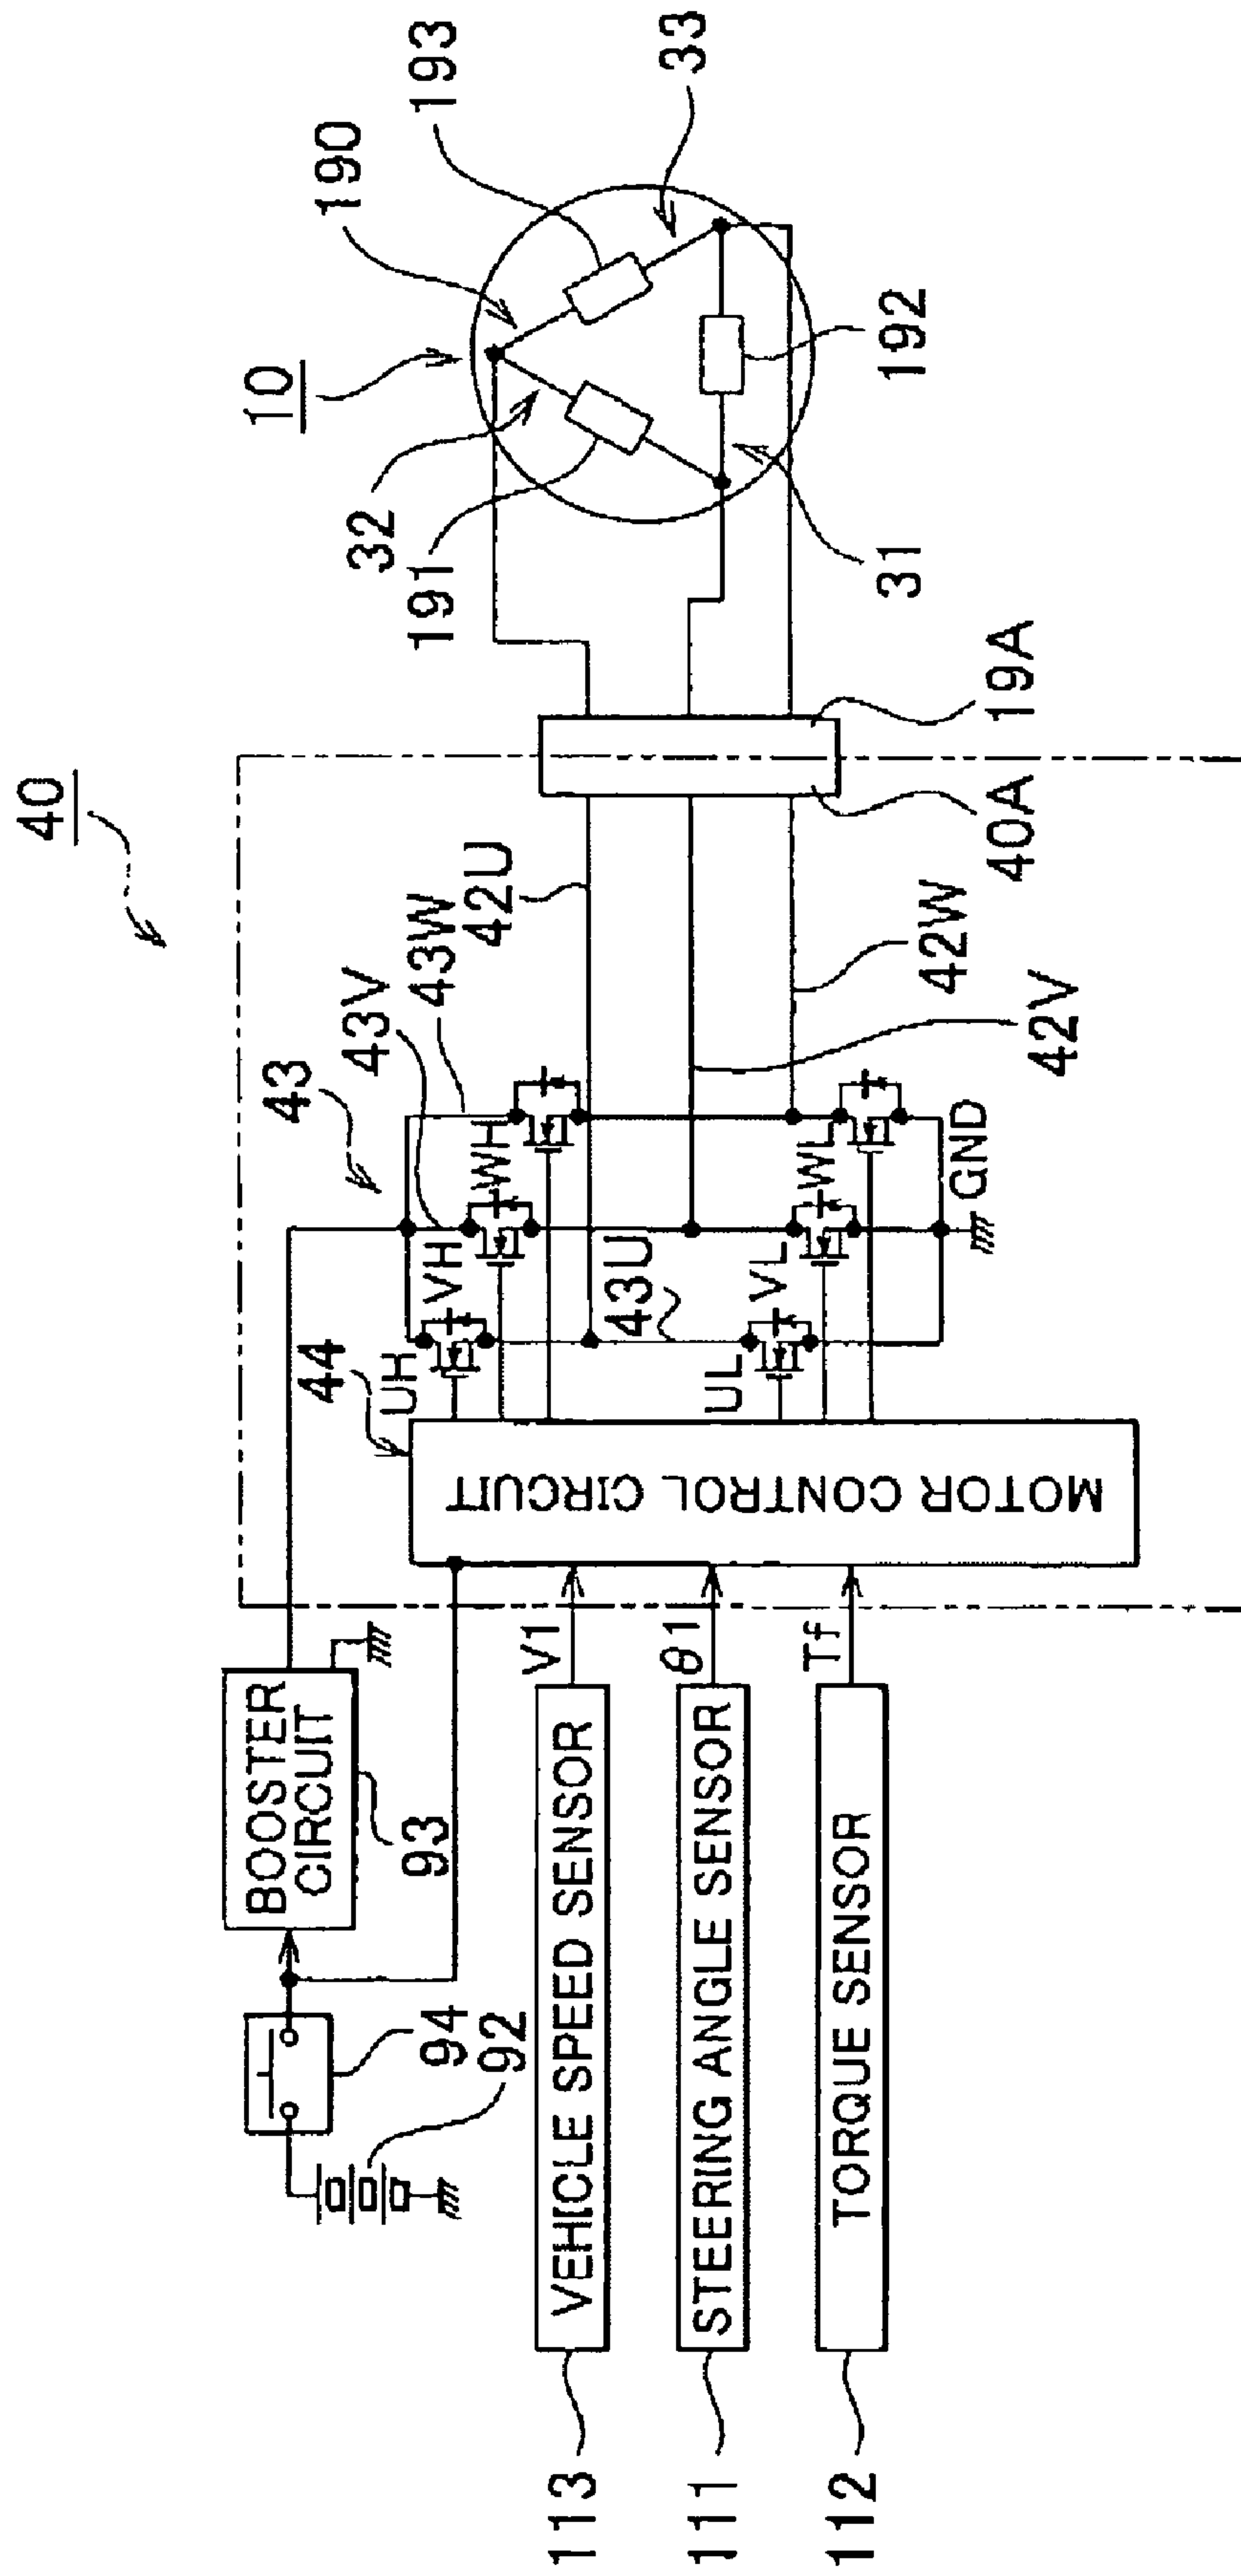 40
10
190
193
33
32
191
192
31
19A
40A
43
43V
43W
42U
42W
42V
44
UH
VH
WH
43U
UL
VL
WL
GND
MOTOR CONTROL CIRCUIT
BOOSTER
CIRCUIT
93
94
92
V1
θ1
Tf
113
VEHICLE SPEED SENSOR
111
STEERING ANGLE SENSOR
112
TORQUE SENSOR